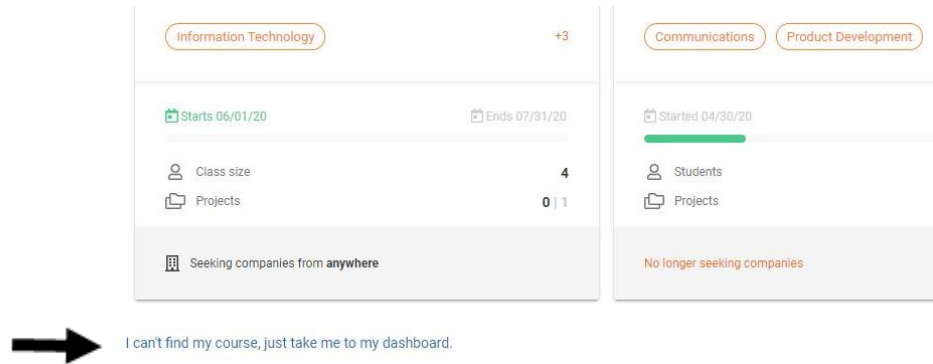 Information Technology +3
Starts 06/01/20 Ends 07/31/20
Class size 4
Projects 0 | 1
Seeking companies from anywhere
Communications Product Development
Started 04/30/20
Students
Projects
No longer seeking companies
I can't find my course, just take me to my dashboard.